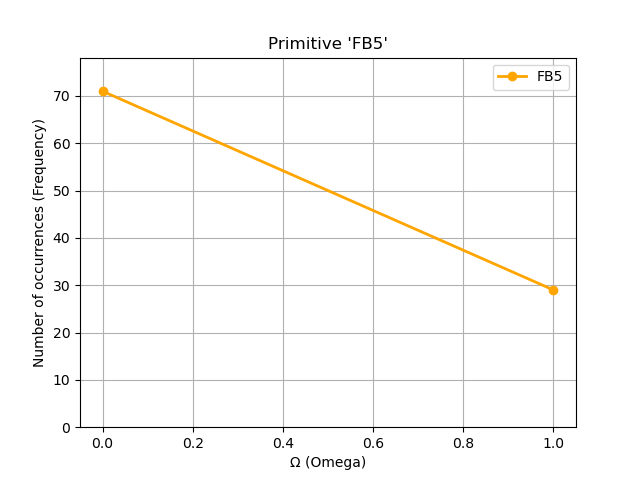 Primitive 'FB5'
FB5
Number of occurrences (Frequency)
70
60
50
40
30
20
10
0
0.0 0.2 0.4 0.6 0.8 1.0
Ω (Omega)